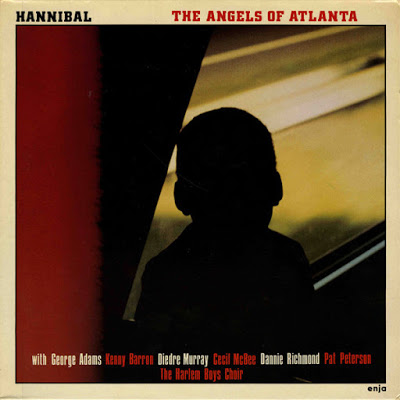 HANNIBAL THE ANGELS OF ATLANTA
with George Adams Kenny Barron Diedre Murray Cecil McBee Dannie Richmond Pat Peterson
The Harlem Boys Choir
enja